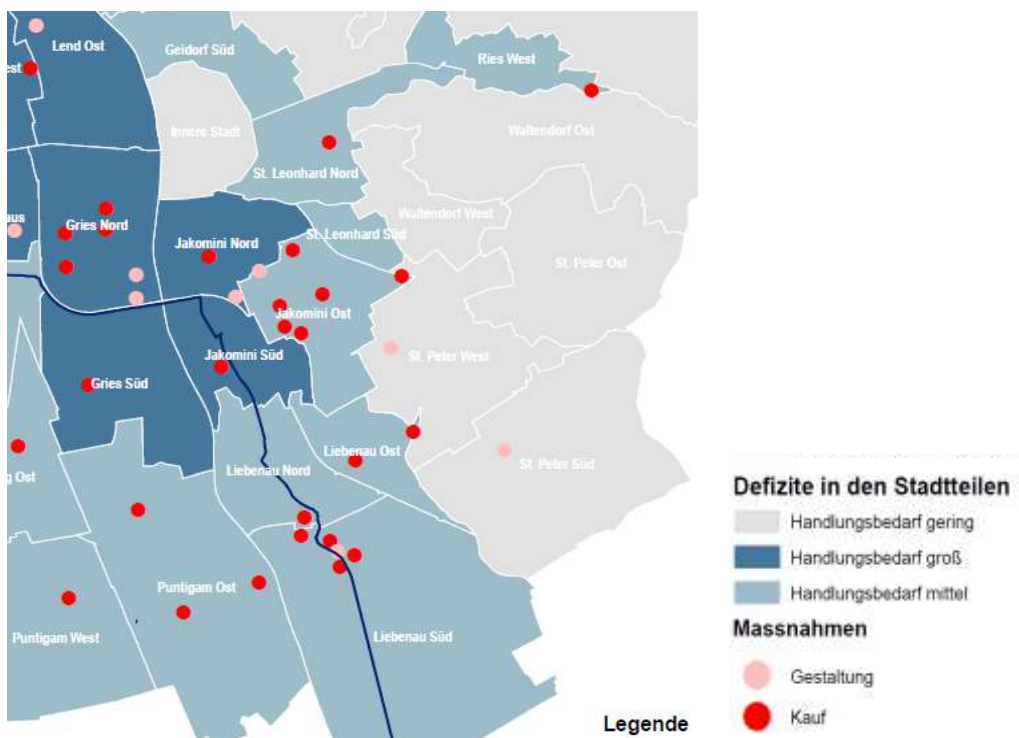 Lend Ost
Geidorf Süd
Ries West
est
Innere Stadt
Waltendorf Ost
St. Leonhard Nord
aus
Gries Nord
Waltendorf West
Jakomini Nord
St. Leonhard Süd
St. Peter Ost
Jakomini Ost
Jakomini Süd
St. Peter West
Gries Süd
Liebenau Ost
St. Peter Süd
g Ost
Liebenau Nord
Puntigam Ost
Puntigam West
Liebenau Süd
Defizite in den Stadtteilen
Handlungsbedarf gering
Handlungsbedarf groß
Handlungsbedarf mittel
Massnahmen
Gestaltung
Kauf
Legende